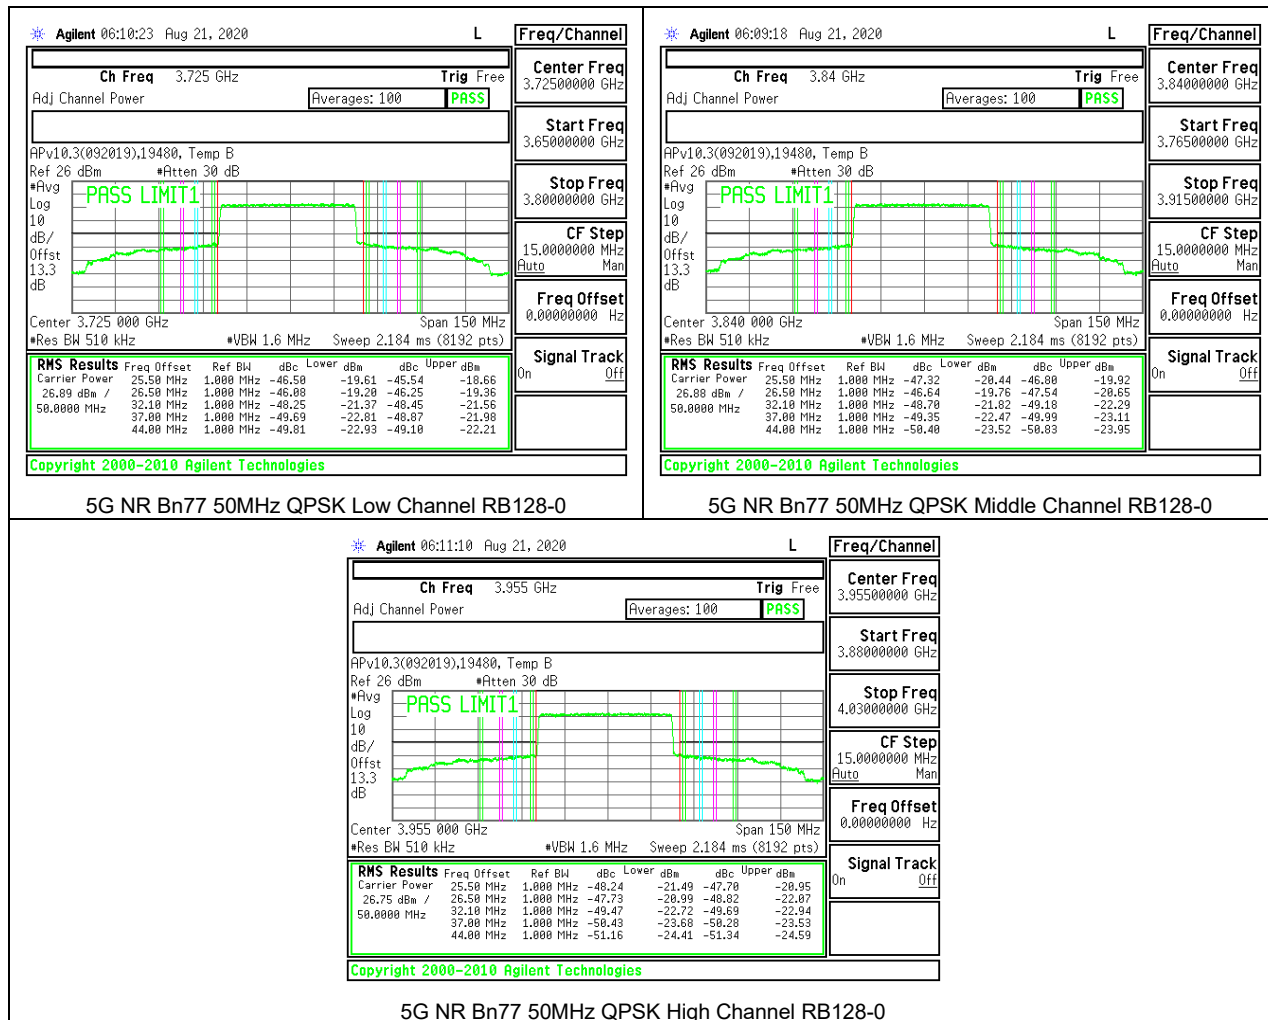 Agilent 06:10:23 Aug 21, 2020 L
Freq/Channel
Ch Freq 3.725 GHz Trig Free
Adj Channel Power Averages: 100 PASS
APv10.3(092019),19480, Temp B
Ref 26 dBm #Atten 30 dB
#Avg
Log
10
dB/
Offst
13.3
dB
PASS LIMIT1
Center 3.725 000 GHz Span 150 MHz
#Res BW 510 kHz #VBW 1.6 MHz Sweep 2.184 ms (8192 pts)
RMS Results Freq Offset Ref BW dBc Lower dBm dBc Upper dBm
Carrier Power 25.50 MHz 1.000 MHz -46.50 -19.61 -45.54 -18.66
26.89 dBm / 26.50 MHz 1.000 MHz -46.08 -19.20 -46.25 -19.36
50.0000 MHz 32.10 MHz 1.000 MHz -48.25 -21.37 -48.45 -21.56
37.00 MHz 1.000 MHz -49.69 -22.81 -48.87 -21.98
44.00 MHz 1.000 MHz -49.81 -22.93 -49.10 -22.21
Copyright 2000-2010 Agilent Technologies
Center Freq
3.72500000 GHz
Start Freq
3.65000000 GHz
Stop Freq
3.80000000 GHz
CF Step
15.0000000 MHz
Auto Man
Freq Offset
0.00000000 Hz
Signal Track
On Off
5G NR Bn77 50MHz QPSK Low Channel RB128-0
Agilent 06:09:18 Aug 21, 2020 L
Freq/Channel
Ch Freq 3.84 GHz Trig Free
Adj Channel Power Averages: 100 PASS
APv10.3(092019),19480, Temp B
Ref 26 dBm #Atten 30 dB
#Avg
Log
10
dB/
Offst
13.3
dB
PASS LIMIT1
Center 3.840 000 GHz Span 150 MHz
#Res BW 510 kHz #VBW 1.6 MHz Sweep 2.184 ms (8192 pts)
RMS Results Freq Offset Ref BW dBc Lower dBm dBc Upper dBm
Carrier Power 25.50 MHz 1.000 MHz -47.32 -20.44 -46.80 -19.92
26.88 dBm / 26.50 MHz 1.000 MHz -46.64 -19.76 -47.54 -20.65
50.0000 MHz 32.10 MHz 1.000 MHz -48.70 -21.82 -49.18 -22.29
37.00 MHz 1.000 MHz -49.35 -22.47 -49.99 -23.11
44.00 MHz 1.000 MHz -50.40 -23.52 -50.83 -23.95
Copyright 2000-2010 Agilent Technologies
Center Freq
3.84000000 GHz
Start Freq
3.76500000 GHz
Stop Freq
3.91500000 GHz
CF Step
15.0000000 MHz
Auto Man
Freq Offset
0.00000000 Hz
Signal Track
On Off
5G NR Bn77 50MHz QPSK Middle Channel RB128-0
Agilent 06:11:10 Aug 21, 2020 L
Freq/Channel
Ch Freq 3.955 GHz Trig Free
Adj Channel Power Averages: 100 PASS
APv10.3(092019),19480, Temp B
Ref 26 dBm #Atten 30 dB
#Avg
Log
10
dB/
Offst
13.3
dB
PASS LIMIT1
Center 3.955 000 GHz Span 150 MHz
#Res BW 510 kHz #VBW 1.6 MHz Sweep 2.184 ms (8192 pts)
RMS Results Freq Offset Ref BW dBc Lower dBm dBc Upper dBm
Carrier Power 25.50 MHz 1.000 MHz -48.24 -21.49 -47.70 -20.95
26.75 dBm / 26.50 MHz 1.000 MHz -47.73 -20.99 -48.82 -22.07
50.0000 MHz 32.10 MHz 1.000 MHz -49.47 -22.72 -49.69 -22.94
37.00 MHz 1.000 MHz -50.43 -23.68 -50.28 -23.53
44.00 MHz 1.000 MHz -51.16 -24.41 -51.34 -24.59
Copyright 2000-2010 Agilent Technologies
Center Freq
3.95500000 GHz
Start Freq
3.88000000 GHz
Stop Freq
4.03000000 GHz
CF Step
15.0000000 MHz
Auto Man
Freq Offset
0.00000000 Hz
Signal Track
On Off
5G NR Bn77 50MHz QPSK High Channel RB128-0